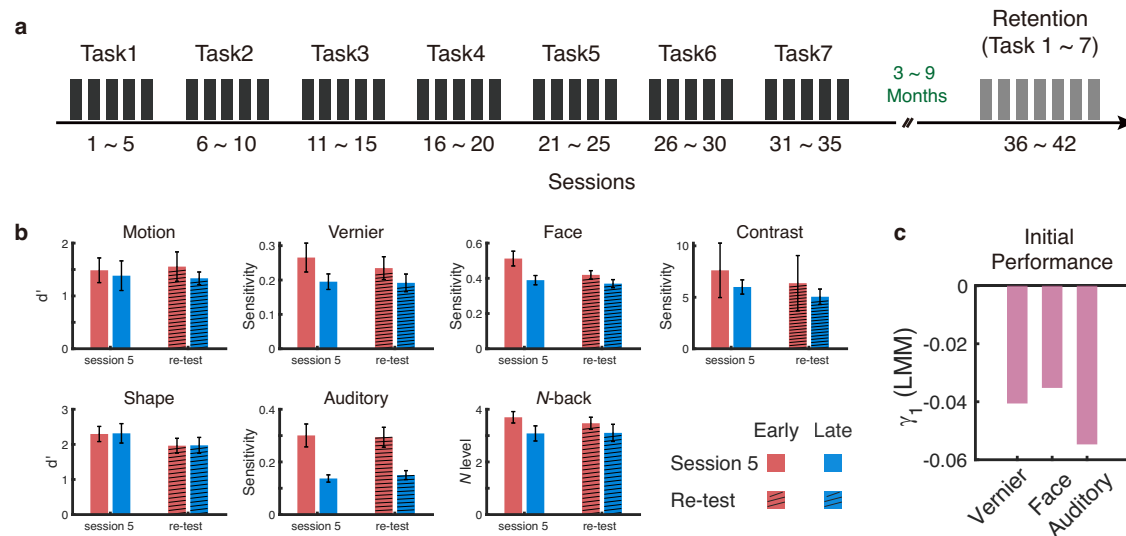 a
Task1 Task2 Task3 Task4 Task5 Task6 Task7
3 ~ 9
Months
Retention
(Task 1 ~ 7)
1 ~ 5 6 ~ 10 11 ~ 15 16 ~ 20 21 ~ 25 26 ~ 30 31 ~ 35 36 ~ 42
Sessions
b
Motion
d'
2
1
0
session 5 re-test
Vernier
Sensitivity
0.3
0.2
0.1
0
session 5 re-test
Face
Sensitivity
0.6
0.4
0.2
0
session 5 re-test
Contrast
Sensitivity
10
5
0
session 5 re-test
Shape
d'
3
2
1
0
session 5 re-test
Auditory
Sensitivity
0.4
0.2
0
session 5 re-test
N-back
N level
4
2
0
session 5 re-test
Early Late
Session 5
Re-test
c
Initial
Performance
γ1 (LMM)
0
-0.02
-0.04
-0.06
Vernier
Face
Auditory